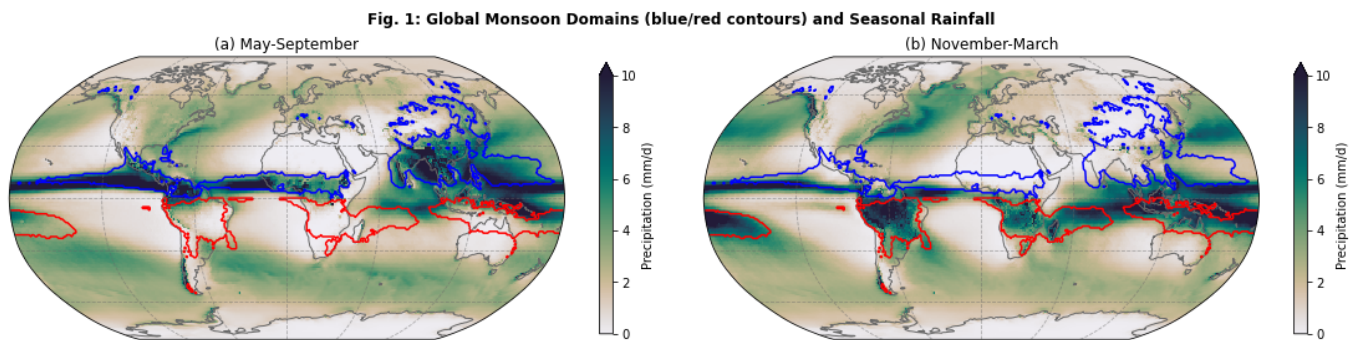 Fig. 1: Global Monsoon Domains (blue/red contours) and Seasonal Rainfall
(a) May-September
10
8
6
4
2
0
Precipitation (mm/d)
(b) November-March
10
8
6
4
2
0
Precipitation (mm/d)